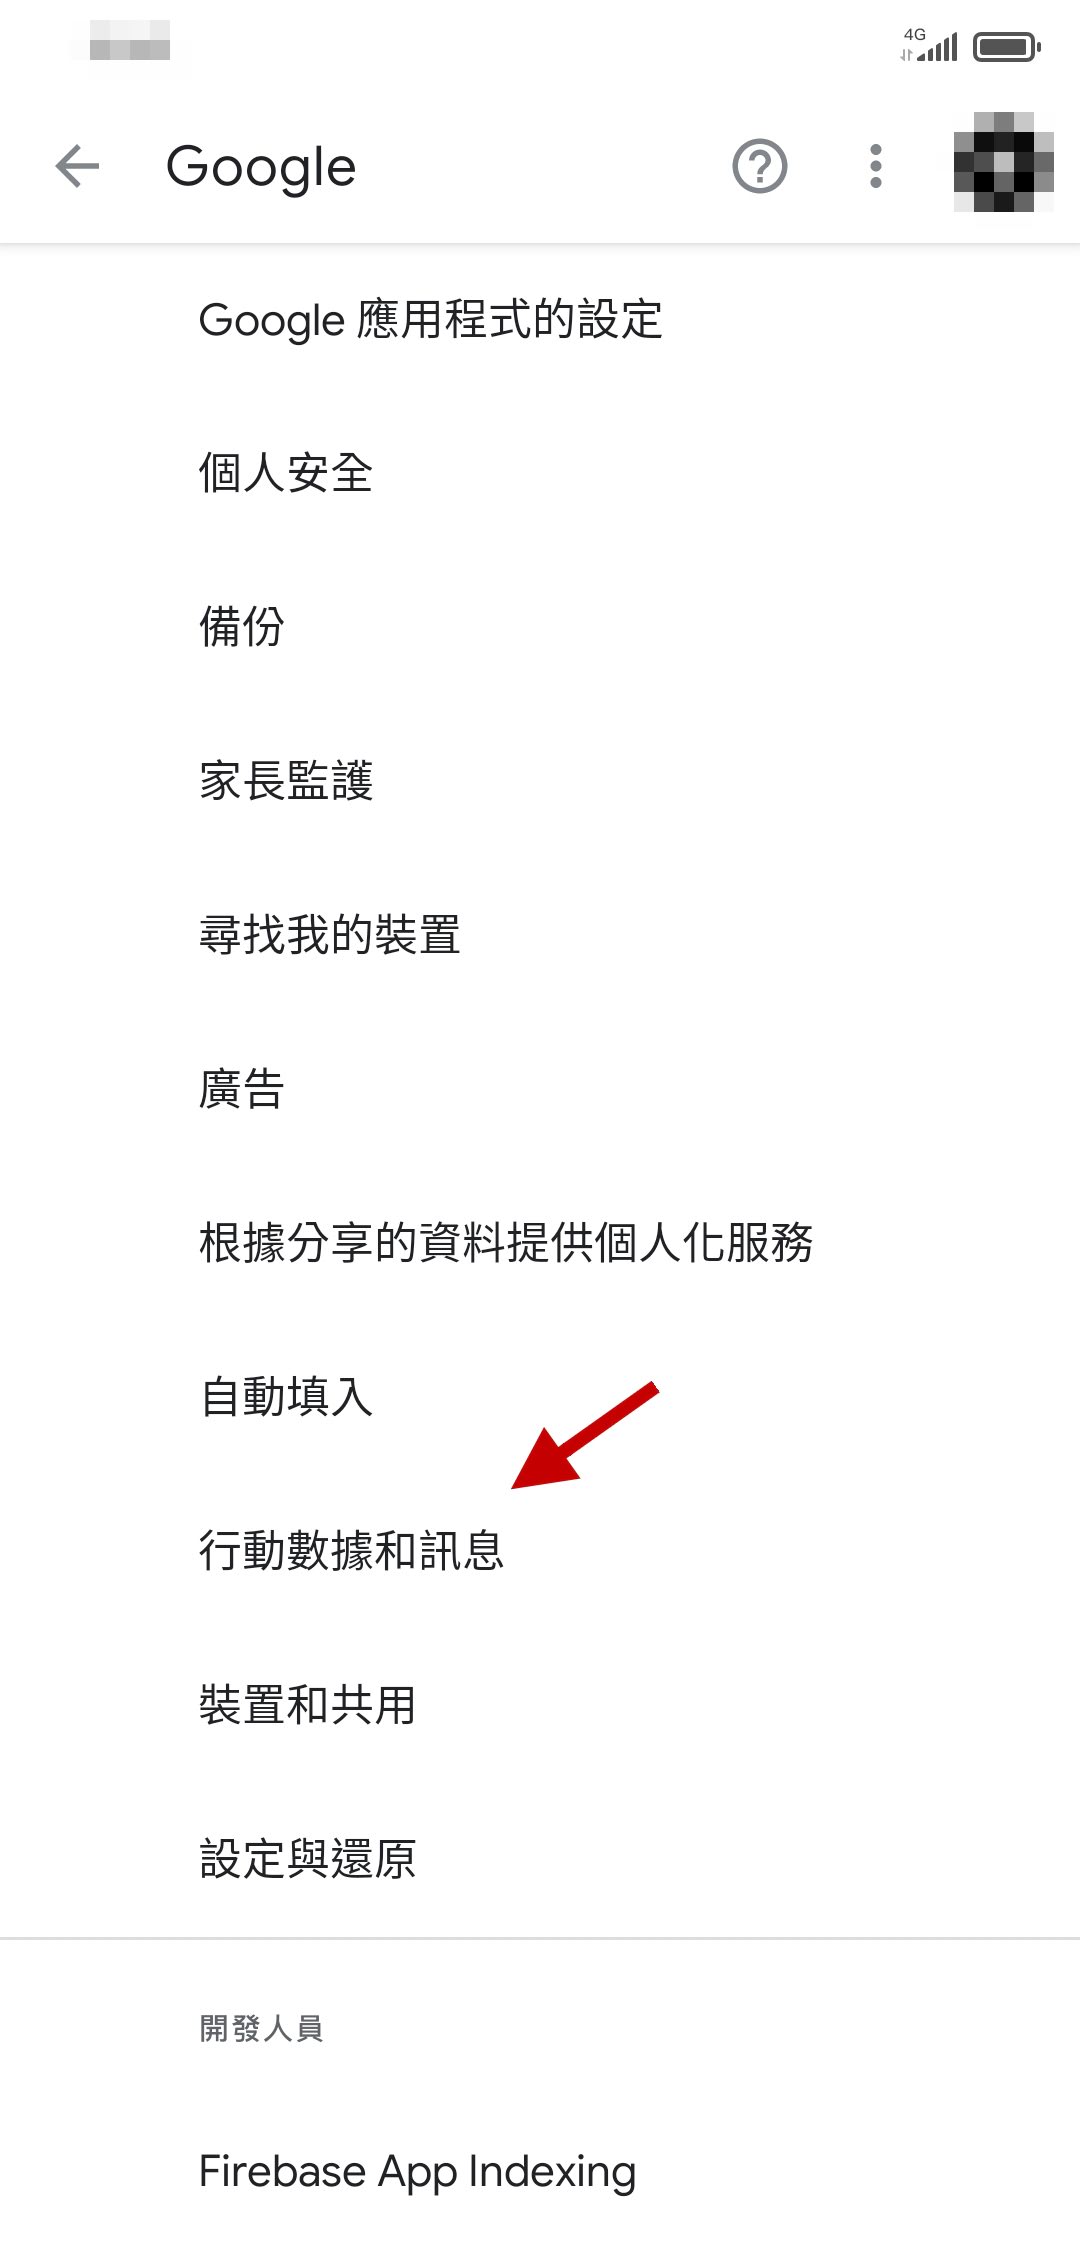 4G
Google
Google 應用程式的設定
個人安全
備份
家長監護
尋找我的裝置
廣告
根據分享的資料提供個人化服務
自動填入
行動數據和訊息
裝置和共用
設定與還原
開發人員
Firebase App Indexing